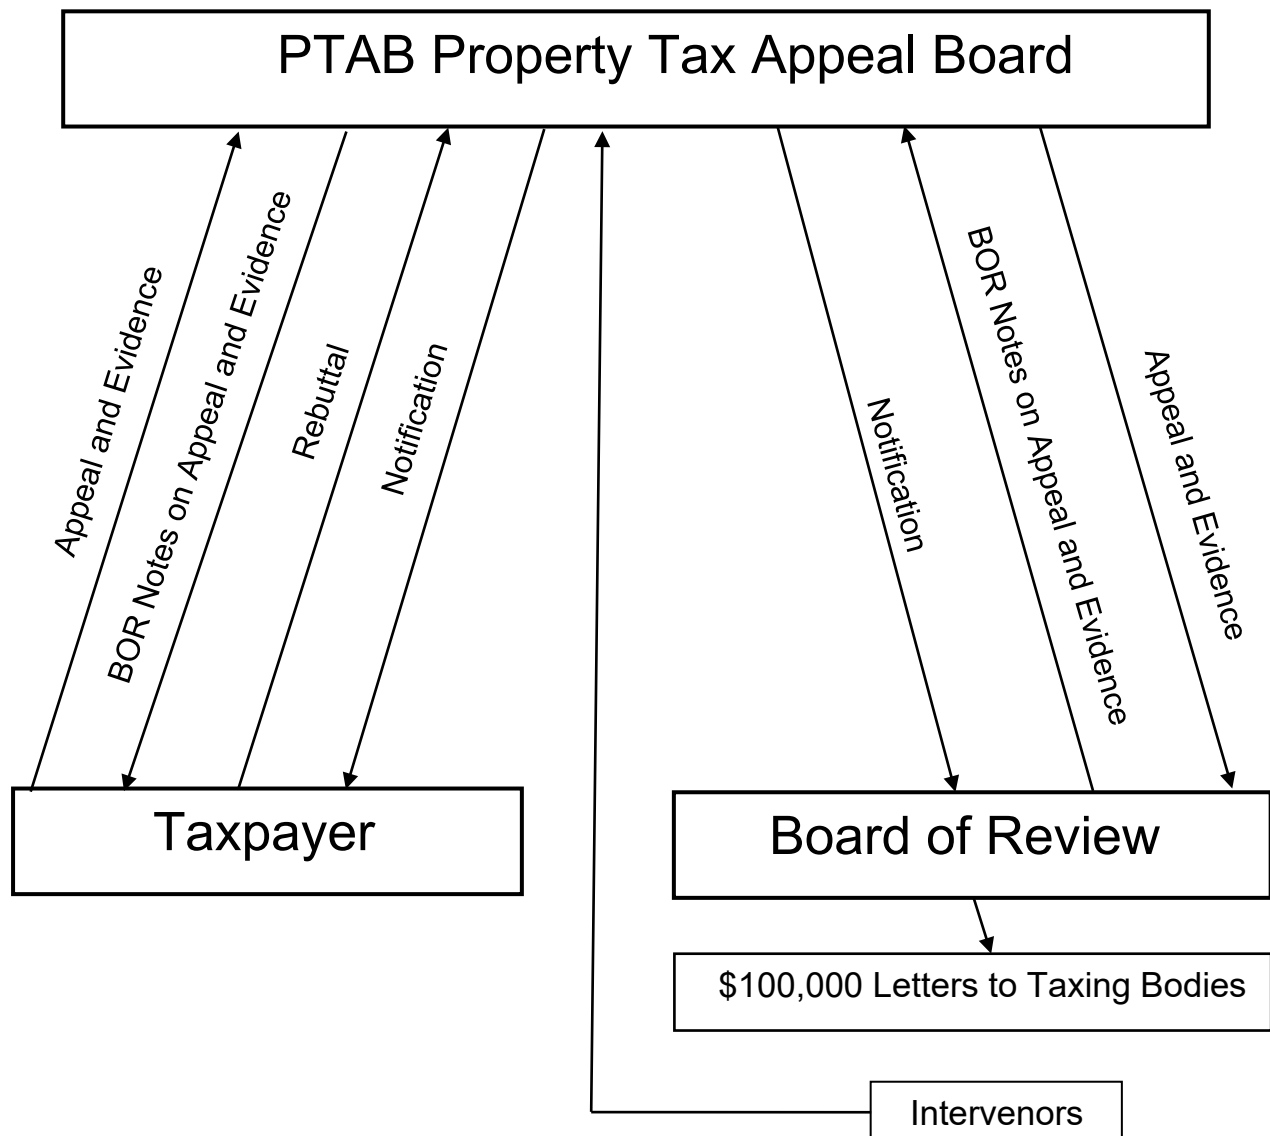 PTAB Property Tax Appeal Board
Appeal and Evidence
BOR Notes on Appeal and Evidence
Rebuttal
Notification
Notification
BOR Notes on Appeal and Evidence
Appeal and Evidence
Taxpayer
Board of Review
$100,000 Letters to Taxing Bodies
Intervenors